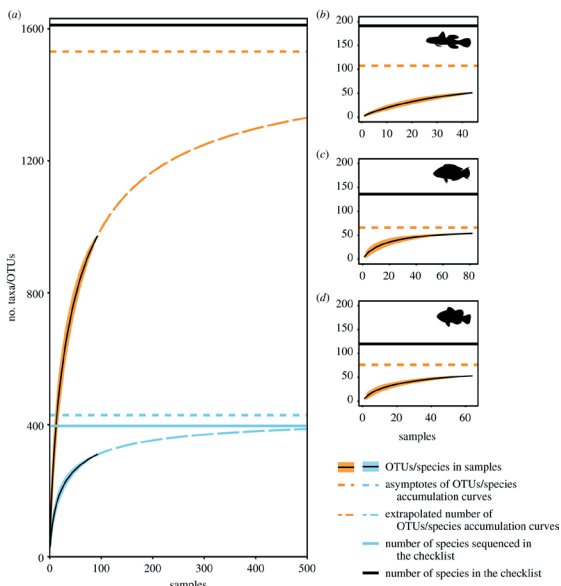 (a)
1600
1200
800
400
0
no. taxa/OTUs
0 100 200 300 400 500
samples
(b)
200
150
100
50
0
0 10 20 30 40
(c)
200
150
100
50
0
0 20 40 60 80
(d)
200
150
100
50
0
0 20 40 60
samples
OTUs/species in samples
asymptotes of OTUs/species
accumulation curves
extrapolated number of
OTUs/species accumulation curves
number of species sequenced in
the checklist
number of species in the checklist